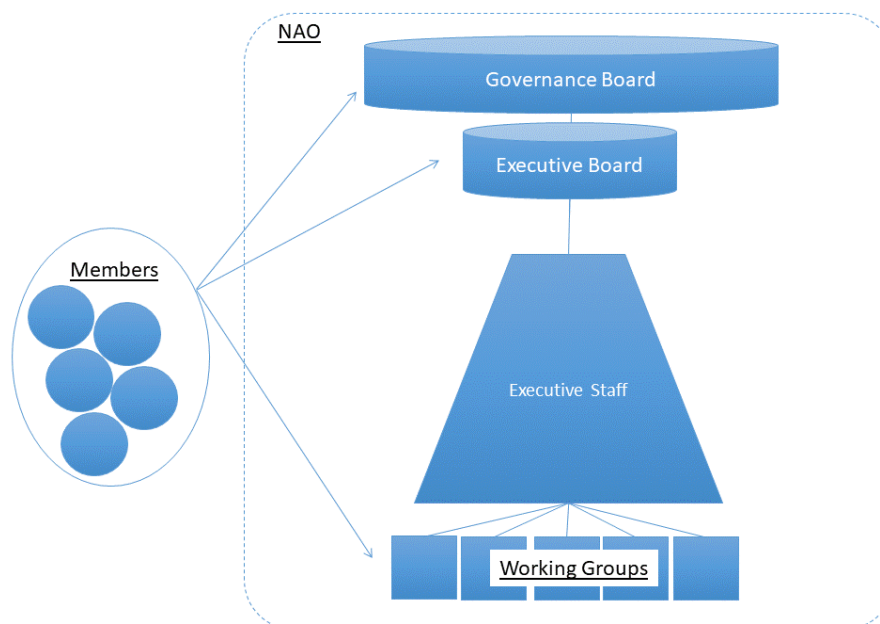 NAO
Governance Board
Executive Board
Members
Executive Staff
Working Groups